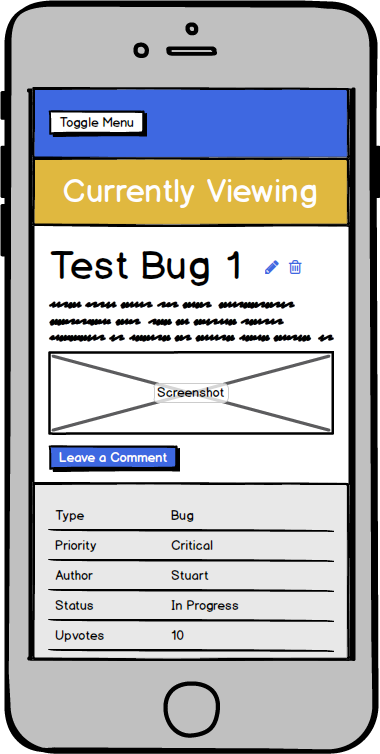 Toggle Menu
Currently Viewing
Test Bug 1
Screenshot
Leave a Comment
Type Bug
Priority Critical
Author Stuart
Status In Progress
Upvotes 10